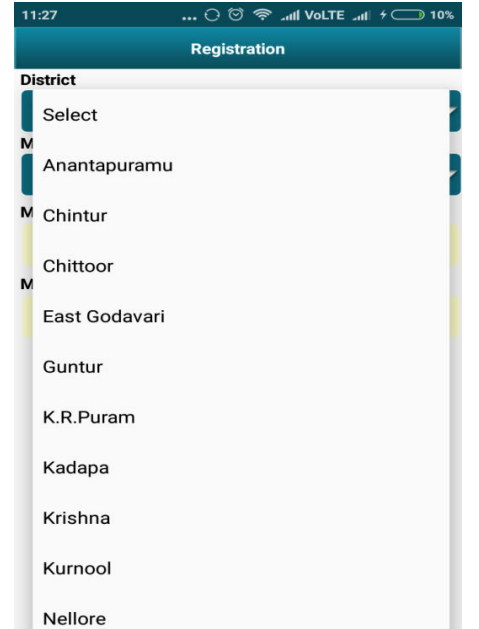 11:27 ... VoLTE 10%
Registration
District
Select
M
Anantapuramu
M
Chintur
Chittoor
M
East Godavari
Guntur
K.R.Puram
Kadapa
Krishna
Kurnool
Nellore